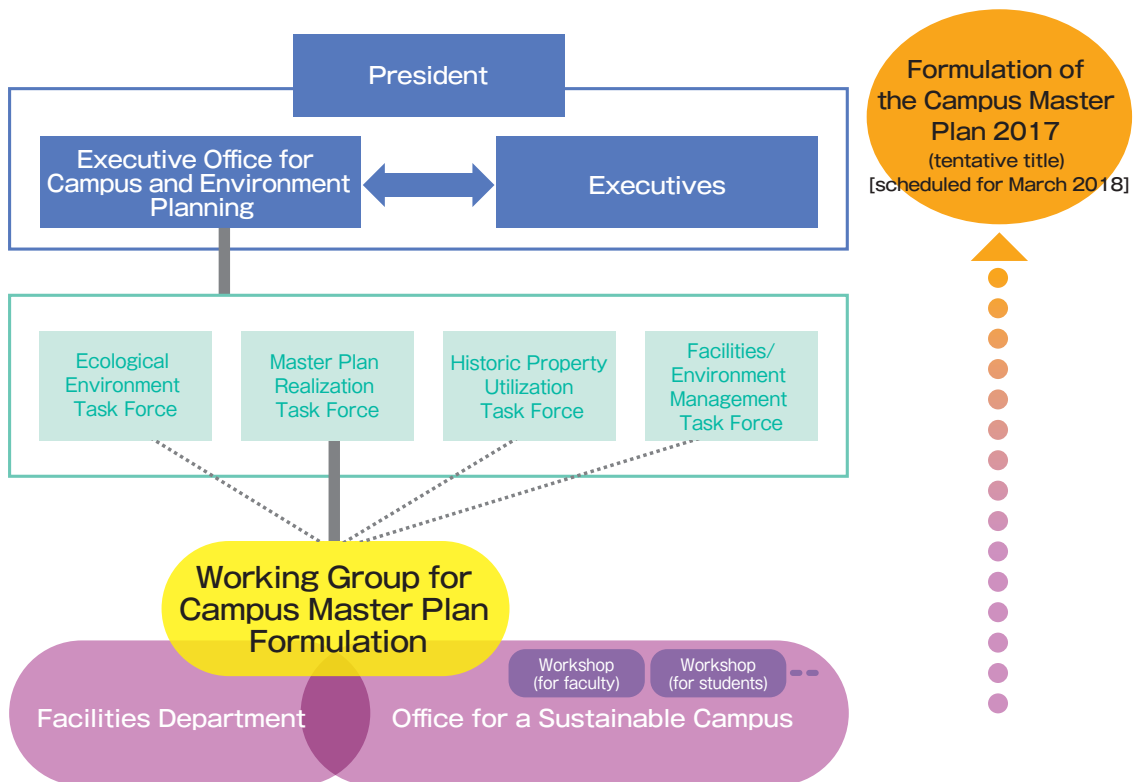 President
Executive Office for
Campus and Environment
Planning
Executives
Formulation of
the Campus Master
Plan 2017
(tentative title)
[scheduled for March 2018]
Ecological
Environment
Task Force
Master Plan
Realization
Task Force
Historic Property
Utilization
Task Force
Facilities/
Environment
Management
Task Force
Working Group for
Campus Master Plan
Formulation
Workshop
(for faculty)
Workshop
(for students)
Facilities Department
Office for a Sustainable Campus